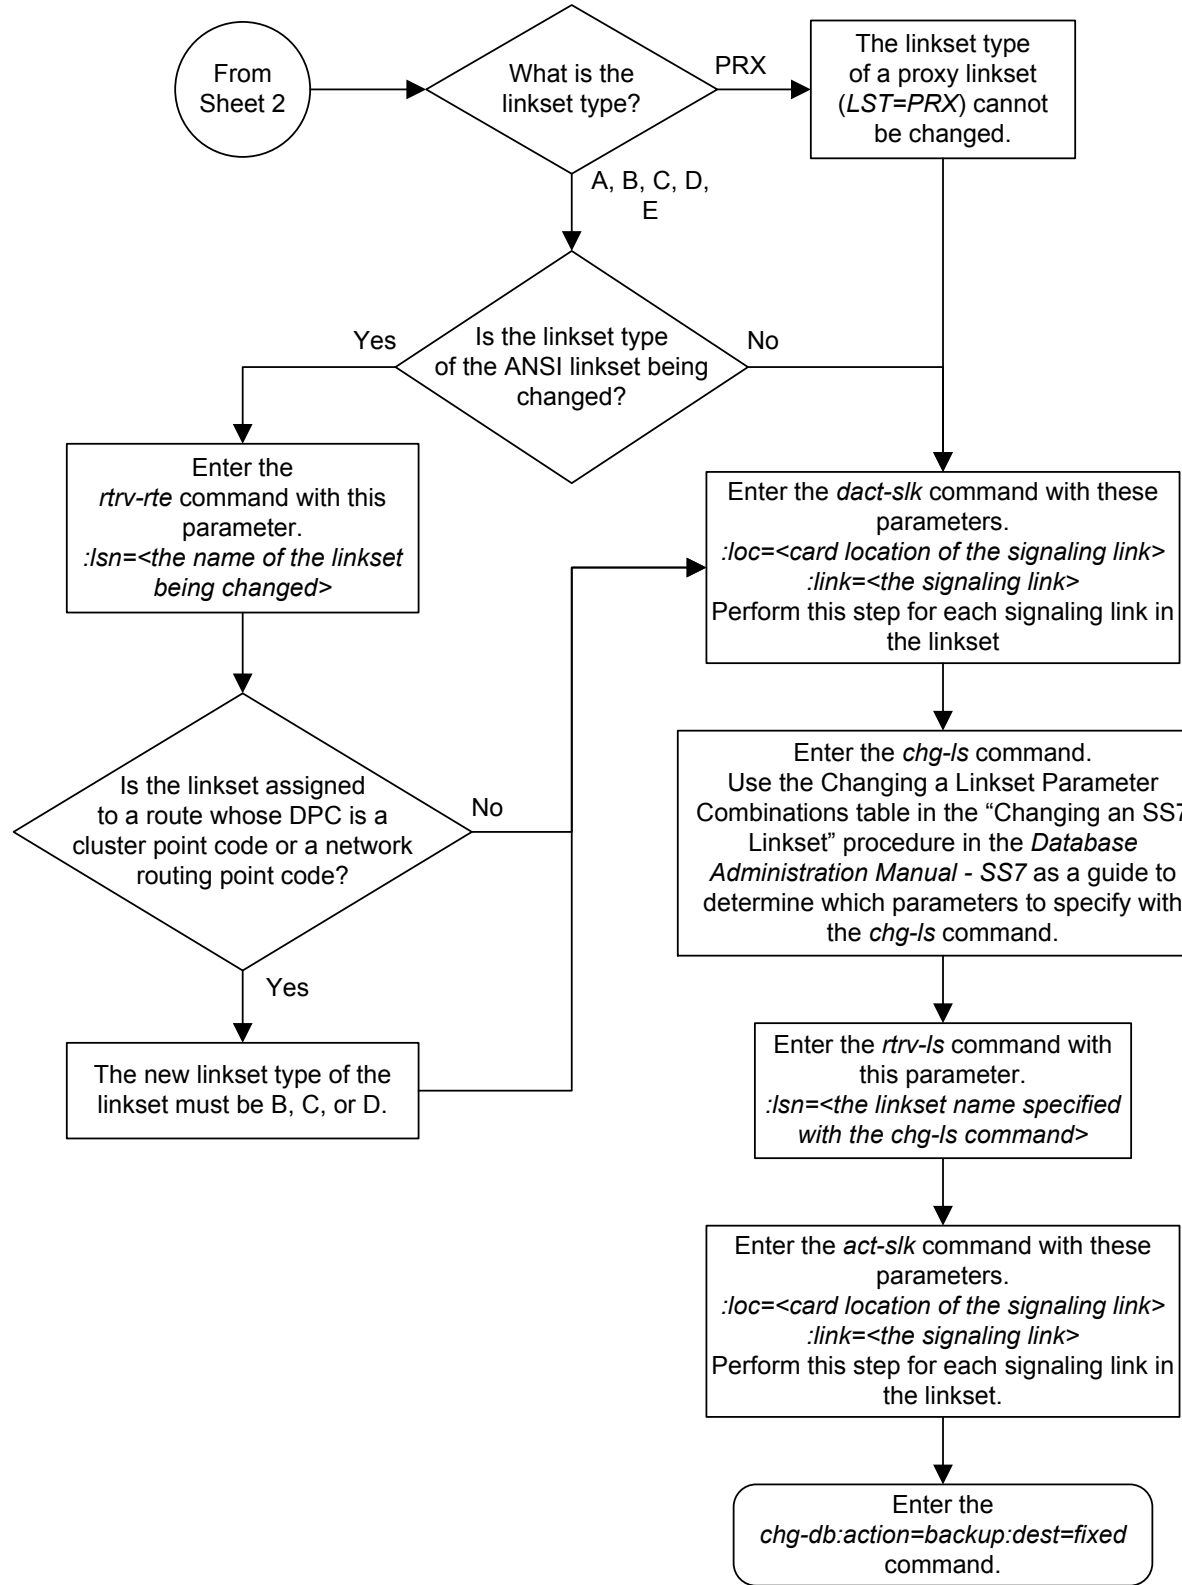 From
Sheet 2
What is the
linkset type?
PRX
The linkset type
of a proxy linkset
(LST=PRX) cannot
be changed.
A, B, C, D,
E
Is the linkset type
of the ANSI linkset being
changed?
Yes
No
Enter the
rtrv-rte command with this
parameter.
:lsn=<the name of the linkset
being changed>
Enter the dact-slk command with these
parameters.
:loc=<card location of the signaling link>
:link=<the signaling link>
Perform this step for each signaling link in
the linkset
Is the linkset assigned
to a route whose DPC is a
cluster point code or a network
routing point code?
No
Yes
The new linkset type of the
linkset must be B, C, or D.
Enter the chg-ls command.
Use the Changing a Linkset Parameter
Combinations table in the “Changing an SS7
Linkset” procedure in the Database
Administration Manual - SS7 as a guide to
determine which parameters to specify with
the chg-ls command.
Enter the rtrv-ls command with
this parameter.
:lsn=<the linkset name specified
with the chg-ls command>
Enter the act-slk command with these
parameters.
:loc=<card location of the signaling link>
:link=<the signaling link>
Perform this step for each signaling link in
the linkset.
Enter the
chg-db:action=backup:dest=fixed
command.